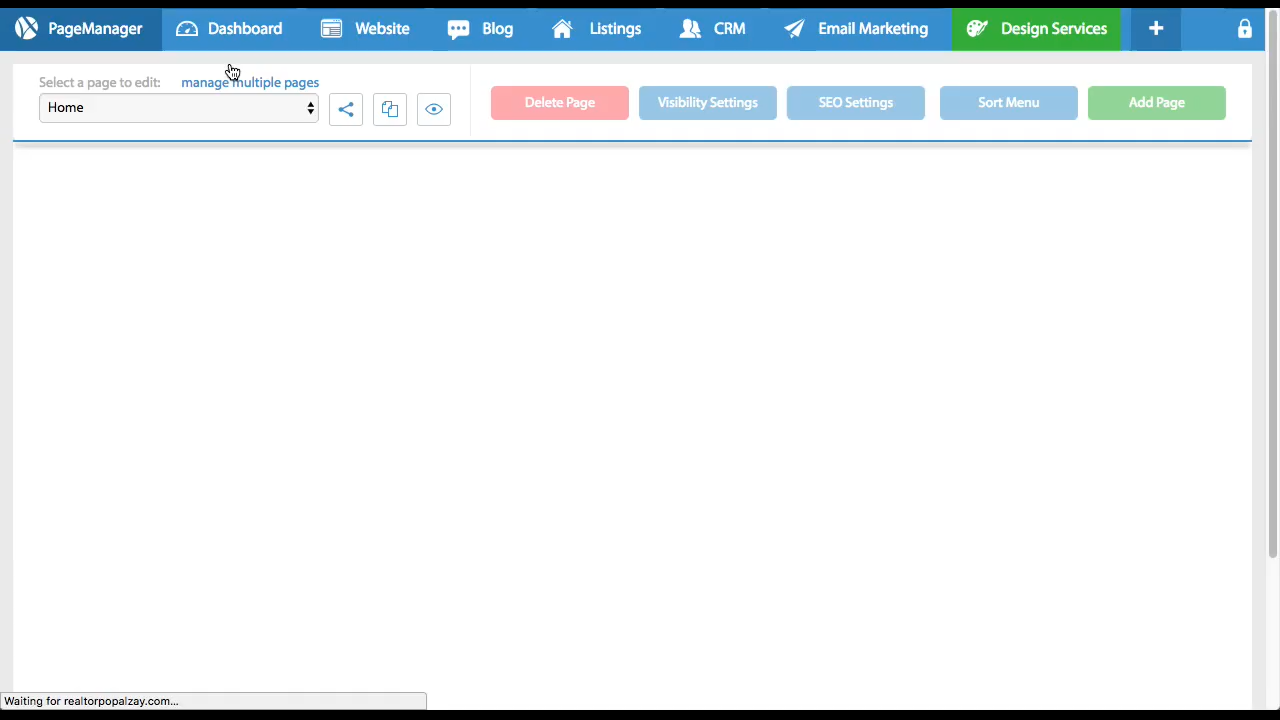 PageManager Dashboard Website Blog Listings CRM Email Marketing Design Services +
Select a page to edit: manage multiple pages
Home
Delete Page Visibility Settings SEO Settings Sort Menu Add Page
Waiting for realtorpopalzay.com...